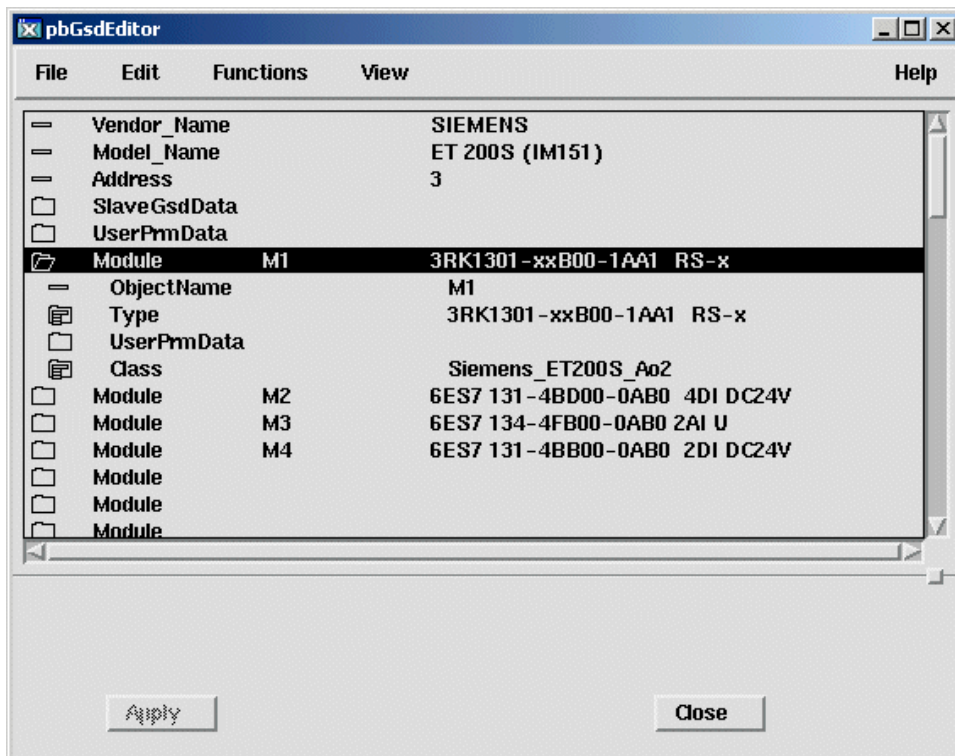 pbGsdEditor
File Edit Functions View Help
Vendor_Name SIEMENS
Model_Name ET 200S (IM151)
Address 3
SlaveGsdData
UserPrmData
Module M1 3RK1301-xxB00-1AA1 RS-x
ObjectName M1
Type 3RK1301-xxB00-1AA1 RS-x
UserPrmData
Class Siemens_ET200S_Ao2
Module M2 6ES7 131-4BD00-0AB0 4DI DC24V
Module M3 6ES7 134-4FB00-0AB0 2AI U
Module M4 6ES7 131-4BB00-0AB0 2DI DC24V
Module
Module
Module
Apply Close